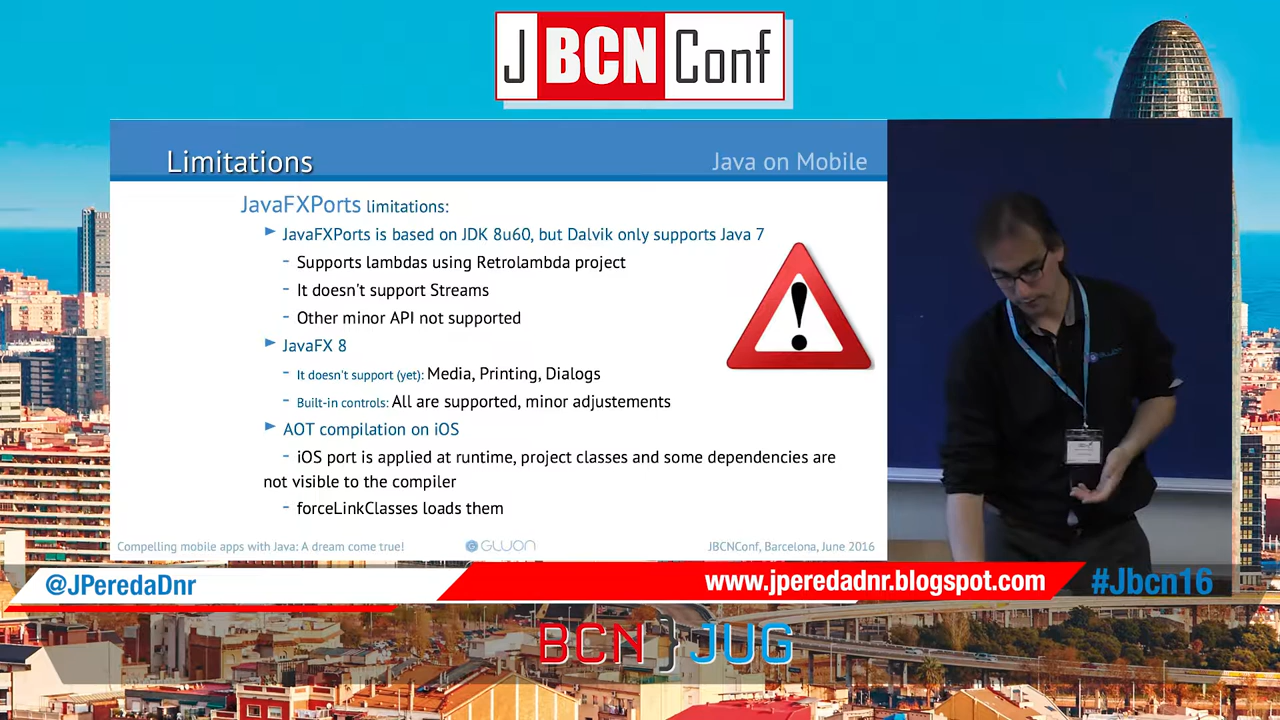 J BCN Conf
Limitations
Java on Mobile
JavaFXPorts limitations:
JavaFXPorts is based on JDK 8u60, but Dalvik only supports Java 7
- Supports lambdas using Retrolambda project
- It doesn't support Streams
- Other minor API not supported
JavaFX 8
- It doesn't support (yet): Media, Printing, Dialogs
- Built-in controls: All are supported, minor adjustements
AOT compilation on iOS
- iOS port is applied at runtime, project classes and some dependencies are
not visible to the compiler
- forceLinkClasses loads them
Compelling mobile apps with Java: A dream come true!
GLUON
JBCNConf, Barcelona, June 2016
@JPeredaDnr
www.jperedadnr.blogspot.com
#Jbcn16
BCN JUG